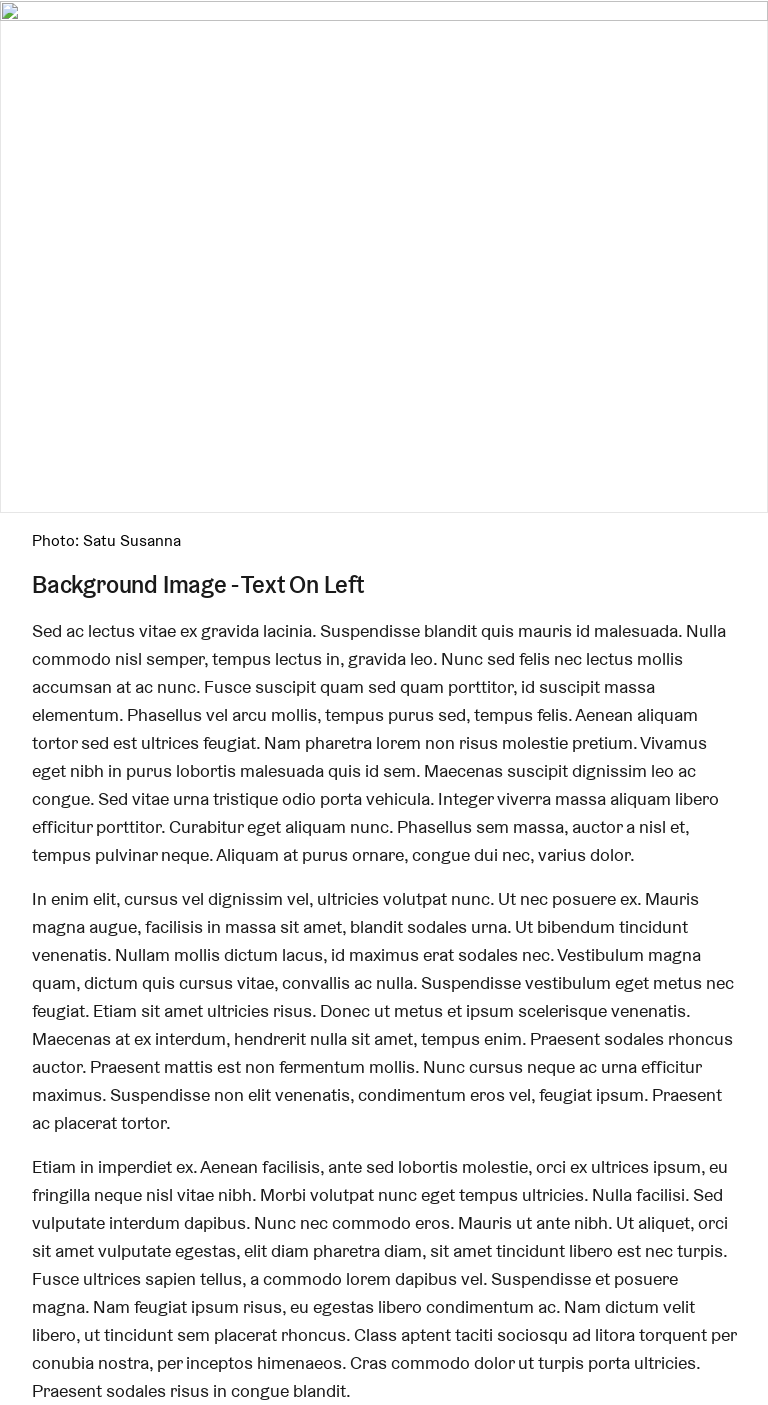 Photo: Satu Susanna
Background Image - Text On Left
Sed ac lectus vitae ex gravida lacinia. Suspendisse blandit quis mauris id malesuada. Nulla
commodo nisl semper, tempus lectus in, gravida leo. Nunc sed felis nec lectus mollis
accumsan at ac nunc. Fusce suscipit quam sed quam porttitor, id suscipit massa
elementum. Phasellus vel arcu mollis, tempus purus sed, tempus felis. Aenean aliquam
tortor sed est ultrices feugiat. Nam pharetra lorem non risus molestie pretium. Vivamus
eget nibh in purus lobortis malesuada quis id sem. Maecenas suscipit dignissim leo ac
congue. Sed vitae urna tristique odio porta vehicula. Integer viverra massa aliquam libero
efficitur porttitor. Curabitur eget aliquam nunc. Phasellus sem massa, auctor a nisl et,
tempus pulvinar neque. Aliquam at purus ornare, congue dui nec, varius dolor.
In enim elit, cursus vel dignissim vel, ultricies volutpat nunc. Ut nec posuere ex. Mauris
magna augue, facilisis in massa sit amet, blandit sodales urna. Ut bibendum tincidunt
venenatis. Nullam mollis dictum lacus, id maximus erat sodales nec. Vestibulum magna
quam, dictum quis cursus vitae, convallis ac nulla. Suspendisse vestibulum eget metus nec
feugiat. Etiam sit amet ultricies risus. Donec ut metus et ipsum scelerisque venenatis.
Maecenas at ex interdum, hendrerit nulla sit amet, tempus enim. Praesent sodales rhoncus
auctor. Praesent mattis est non fermentum mollis. Nunc cursus neque ac urna efficitur
maximus. Suspendisse non elit venenatis, condimentum eros vel, feugiat ipsum. Praesent
ac placerat tortor.
Etiam in imperdiet ex. Aenean facilisis, ante sed lobortis molestie, orci ex ultrices ipsum, eu
fringilla neque nisl vitae nibh. Morbi volutpat nunc eget tempus ultricies. Nulla facilisi. Sed
vulputate interdum dapibus. Nunc nec commodo eros. Mauris ut ante nibh. Ut aliquet, orci
sit amet vulputate egestas, elit diam pharetra diam, sit amet tincidunt libero est nec turpis.
Fusce ultrices sapien tellus, a commodo lorem dapibus vel. Suspendisse et posuere
magna. Nam feugiat ipsum risus, eu egestas libero condimentum ac. Nam dictum velit
libero, ut tincidunt sem placerat rhoncus. Class aptent taciti sociosqu ad litora torquent per
conubia nostra, per inceptos himenaeos. Cras commodo dolor ut turpis porta ultricies.
Praesent sodales risus in congue blandit.